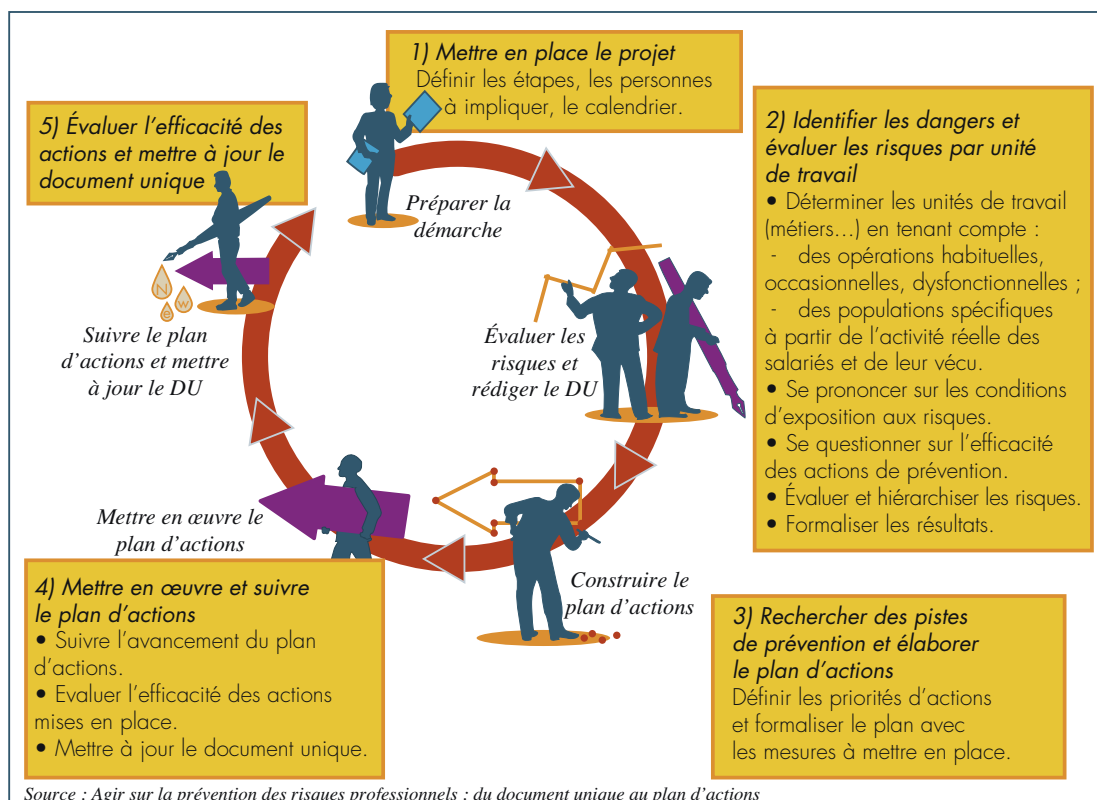 1) Mettre en place le projet
Définir les étapes, les personnes
à impliquer, le calendrier.
5) Évaluer l'efficacité des
actions et mettre à jour le
document unique
2) Identifier les dangers et
évaluer les risques par unité
de travail
• Déterminer les unités de travail
(métiers...) en tenant compte :
- des opérations habituelles,
occasionnelles, dysfonctionnelles ;
- des populations spécifiques
à partir de l'activité réelle des
salariés et de leur vécu.
• Se prononcer sur les conditions
d'exposition aux risques.
• Se questionner sur l'efficacité
des actions de prévention.
• Évaluer et hiérarchiser les risques.
• Formaliser les résultats.
Préparer la
démarche
N
e
w
Suivre le plan
d'actions et mettre
à jour le DU
Évaluer les
risques et
rédiger le DU
Mettre en œuvre le
plan d'actions
Construire le
plan d'actions
4) Mettre en œuvre et suivre
le plan d'actions
• Suivre l'avancement du plan
d'actions.
• Evaluer l'efficacité des actions
mises en place.
• Mettre à jour le document unique.
3) Rechercher des pistes
de prévention et élaborer
le plan d'actions
Définir les priorités d'actions
et formaliser le plan avec
les mesures à mettre en place.
Source : Agir sur la prévention des risques professionnels : du document unique au plan d'actions